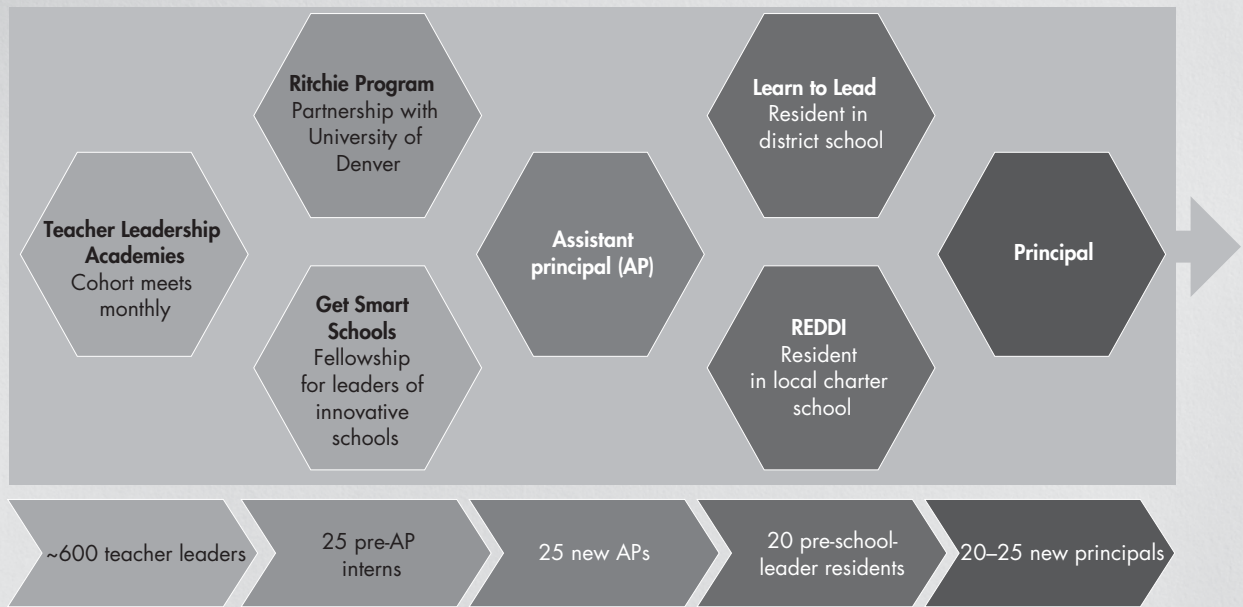 Teacher Leadership
Academies
Cohort meets
monthly
Ritchie Program
Partnership with
University of
Denver
Get Smart
Schools
Fellowship
for leaders of
innovative
schools
Assistant
principal (AP)
Learn to Lead
Resident in
district school
REDDI
Resident
in local charter
school
Principal
~600 teacher leaders
25 pre-AP
interns
25 new APs
20 pre-school-
leader residents
20–25 new principals